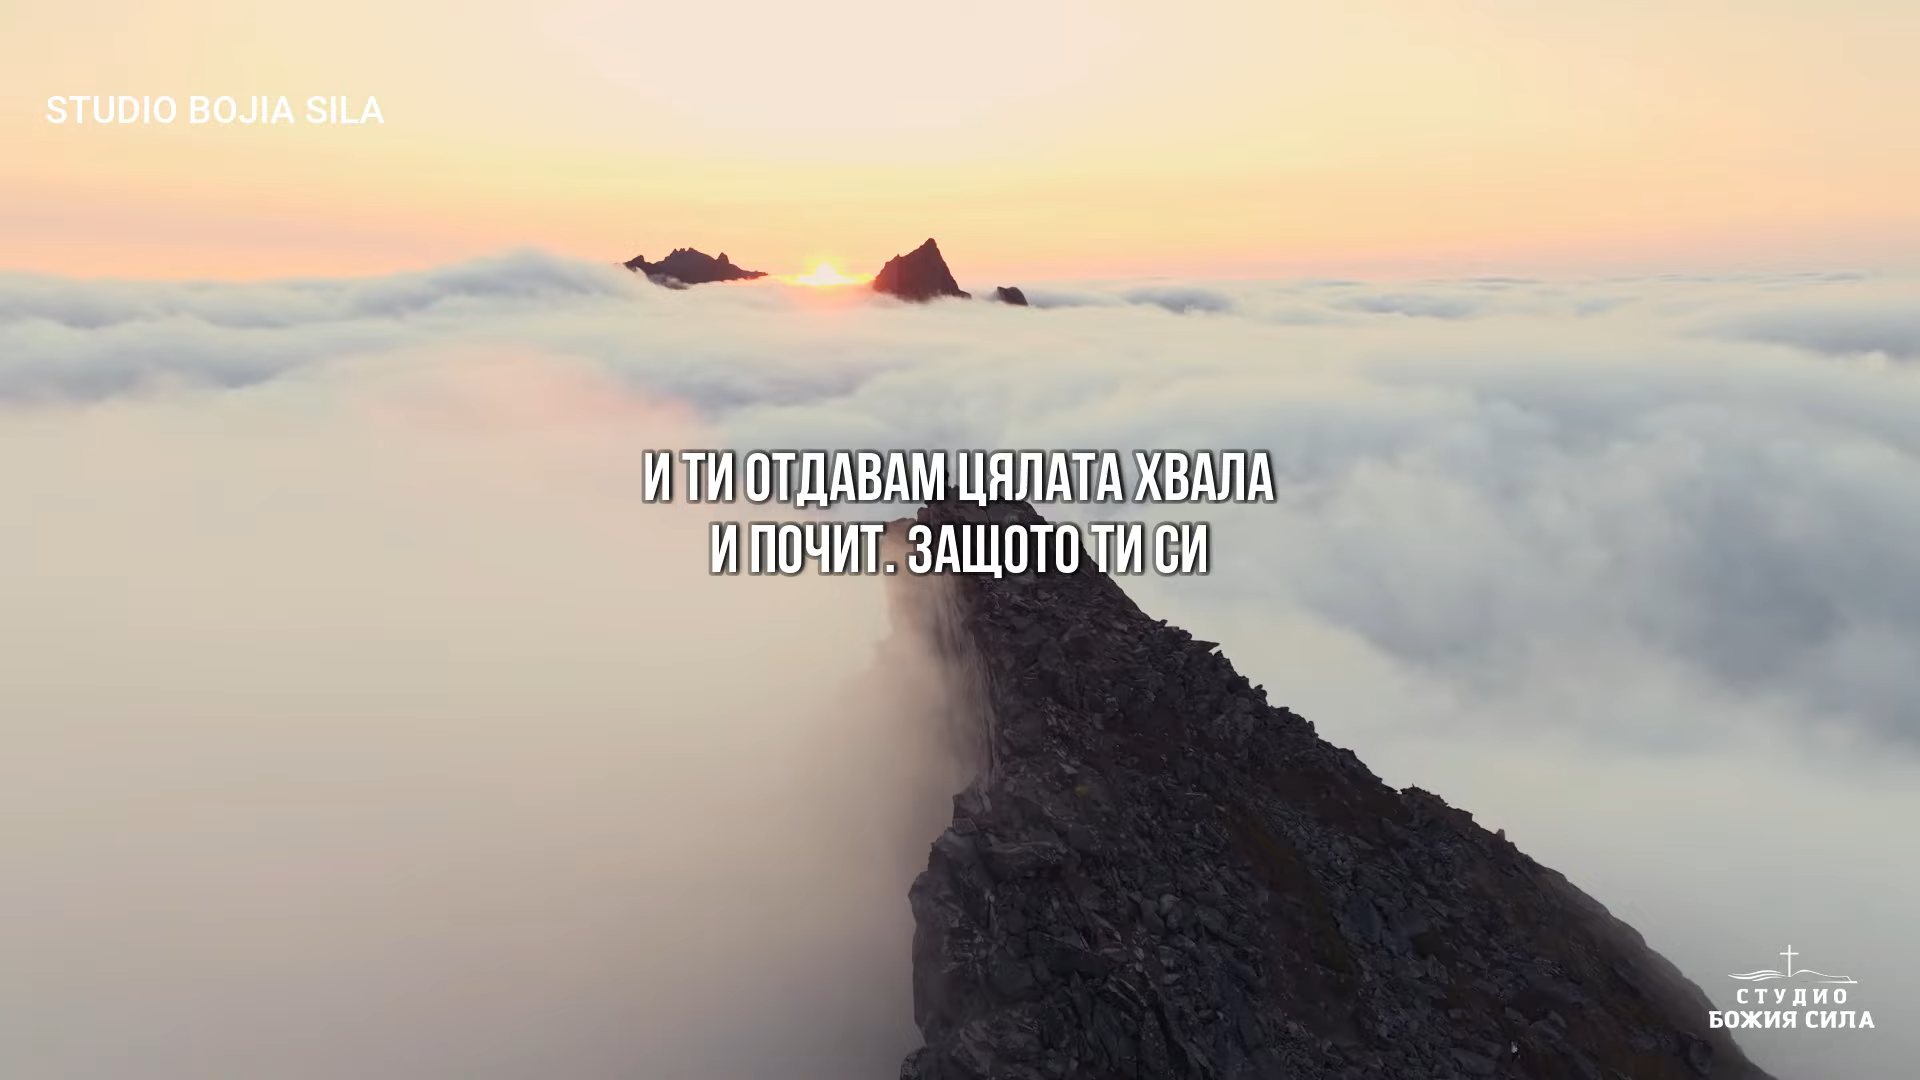 STUDIO BOJIA SILA
И ТИ ОТДАВАМ ЦЯЛАТА ХВАЛА
И ПОЧИТ. ЗАЩОТО ТИ СИ
СТУДИО
БОЖИЯ СИЛА